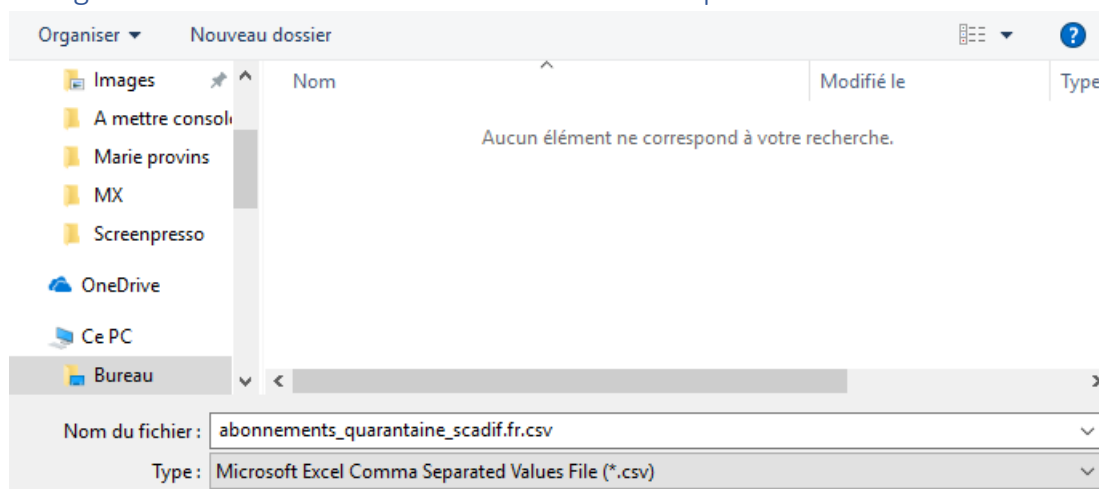 Organiser Nouveau dossier
Nom Modifié le Type
Images
A mettre consol
Marie provins
MX
Screenpresso
OneDrive
Ce PC
Bureau
Aucun élément ne correspond à votre recherche.
Nom du fichier : abonnements_quarantaine_scadif.fr.csv
Type : Microsoft Excel Comma Separated Values File (*.csv)